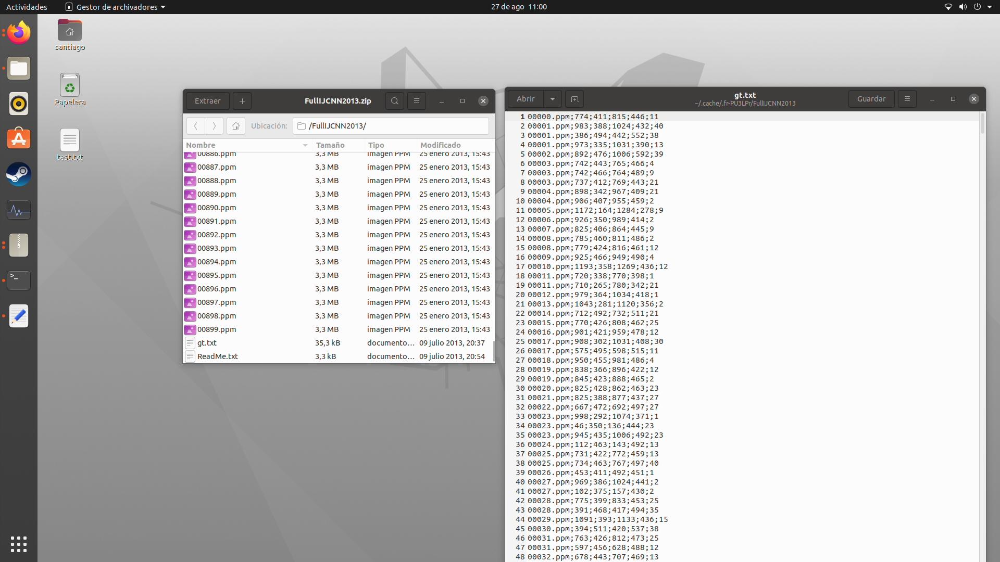 Actividades
Gestor de archivadores
27 de ago 11:00
santiago
Papelera
test.txt
Extraer
FullIJCNN2013.zip
Ubicación:
/FullIJCNN2013/
Nombre Tamaño Tipo Modificado
00886.ppm 3,3 MB imagen PPM 25 enero 2013, 15:43
00887.ppm 3,3 MB imagen PPM 25 enero 2013, 15:43
00888.ppm 3,3 MB imagen PPM 25 enero 2013, 15:43
00889.ppm 3,3 MB imagen PPM 25 enero 2013, 15:43
00890.ppm 3,3 MB imagen PPM 25 enero 2013, 15:43
00891.ppm 3,3 MB imagen PPM 25 enero 2013, 15:43
00892.ppm 3,3 MB imagen PPM 25 enero 2013, 15:43
00893.ppm 3,3 MB imagen PPM 25 enero 2013, 15:43
00894.ppm 3,3 MB imagen PPM 25 enero 2013, 15:43
00895.ppm 3,3 MB imagen PPM 25 enero 2013, 15:43
00896.ppm 3,3 MB imagen PPM 25 enero 2013, 15:43
00897.ppm 3,3 MB imagen PPM 25 enero 2013, 15:43
00898.ppm 3,3 MB imagen PPM 25 enero 2013, 15:43
00899.ppm 3,3 MB imagen PPM 25 enero 2013, 15:43
gt.txt 35,3 kB documento… 09 julio 2013, 20:37
ReadMe.txt 3,3 kB documento… 09 julio 2013, 20:54
Abrir
gt.txt
~/.cache/.fr-PU3LPr/FullIJCNN2013
Guardar
1 00000.ppm;774;411;815;446;11
2 00001.ppm;983;388;1024;432;40
3 00001.ppm;386;494;442;552;38
4 00001.ppm;973;335;1031;390;13
5 00002.ppm;892;476;1006;592;39
6 00003.ppm;742;443;765;466;4
7 00003.ppm;742;466;764;489;9
8 00003.ppm;737;412;769;443;21
9 00004.ppm;898;342;967;409;21
10 00004.ppm;906;407;955;459;2
11 00005.ppm;1172;164;1284;278;9
12 00006.ppm;926;350;989;414;2
13 00007.ppm;825;406;864;445;9
14 00008.ppm;785;460;811;486;2
15 00008.ppm;779;424;816;461;12
16 00009.ppm;925;466;949;490;4
17 00010.ppm;1193;358;1269;436;12
18 00011.ppm;720;338;770;398;1
19 00011.ppm;710;265;780;342;21
20 00012.ppm;979;364;1034;418;1
21 00013.ppm;1043;281;1120;356;2
22 00014.ppm;712;492;732;511;21
23 00015.ppm;770;426;808;462;25
24 00016.ppm;901;421;959;478;12
25 00017.ppm;908;302;1031;408;30
26 00017.ppm;575;495;598;515;11
27 00018.ppm;950;455;981;486;4
28 00019.ppm;838;366;896;422;12
29 00019.ppm;845;423;888;465;2
30 00020.ppm;825;428;862;463;23
31 00021.ppm;825;388;877;437;27
32 00022.ppm;667;472;692;497;27
33 00023.ppm;998;292;1074;371;1
34 00023.ppm;46;350;136;444;23
35 00023.ppm;945;435;1006;492;23
36 00024.ppm;112;463;143;492;13
37 00025.ppm;731;422;772;459;13
38 00025.ppm;734;463;767;497;40
39 00026.ppm;453;411;492;451;1
40 00027.ppm;969;386;1024;441;2
41 00027.ppm;102;375;157;430;2
42 00028.ppm;775;399;833;453;25
43 00028.ppm;391;468;417;494;35
44 00029.ppm;1091;393;1133;436;15
45 00030.ppm;394;511;420;537;38
46 00031.ppm;763;426;812;473;25
47 00031.ppm;597;456;628;488;12
48 00032.ppm;678;443;707;469;13